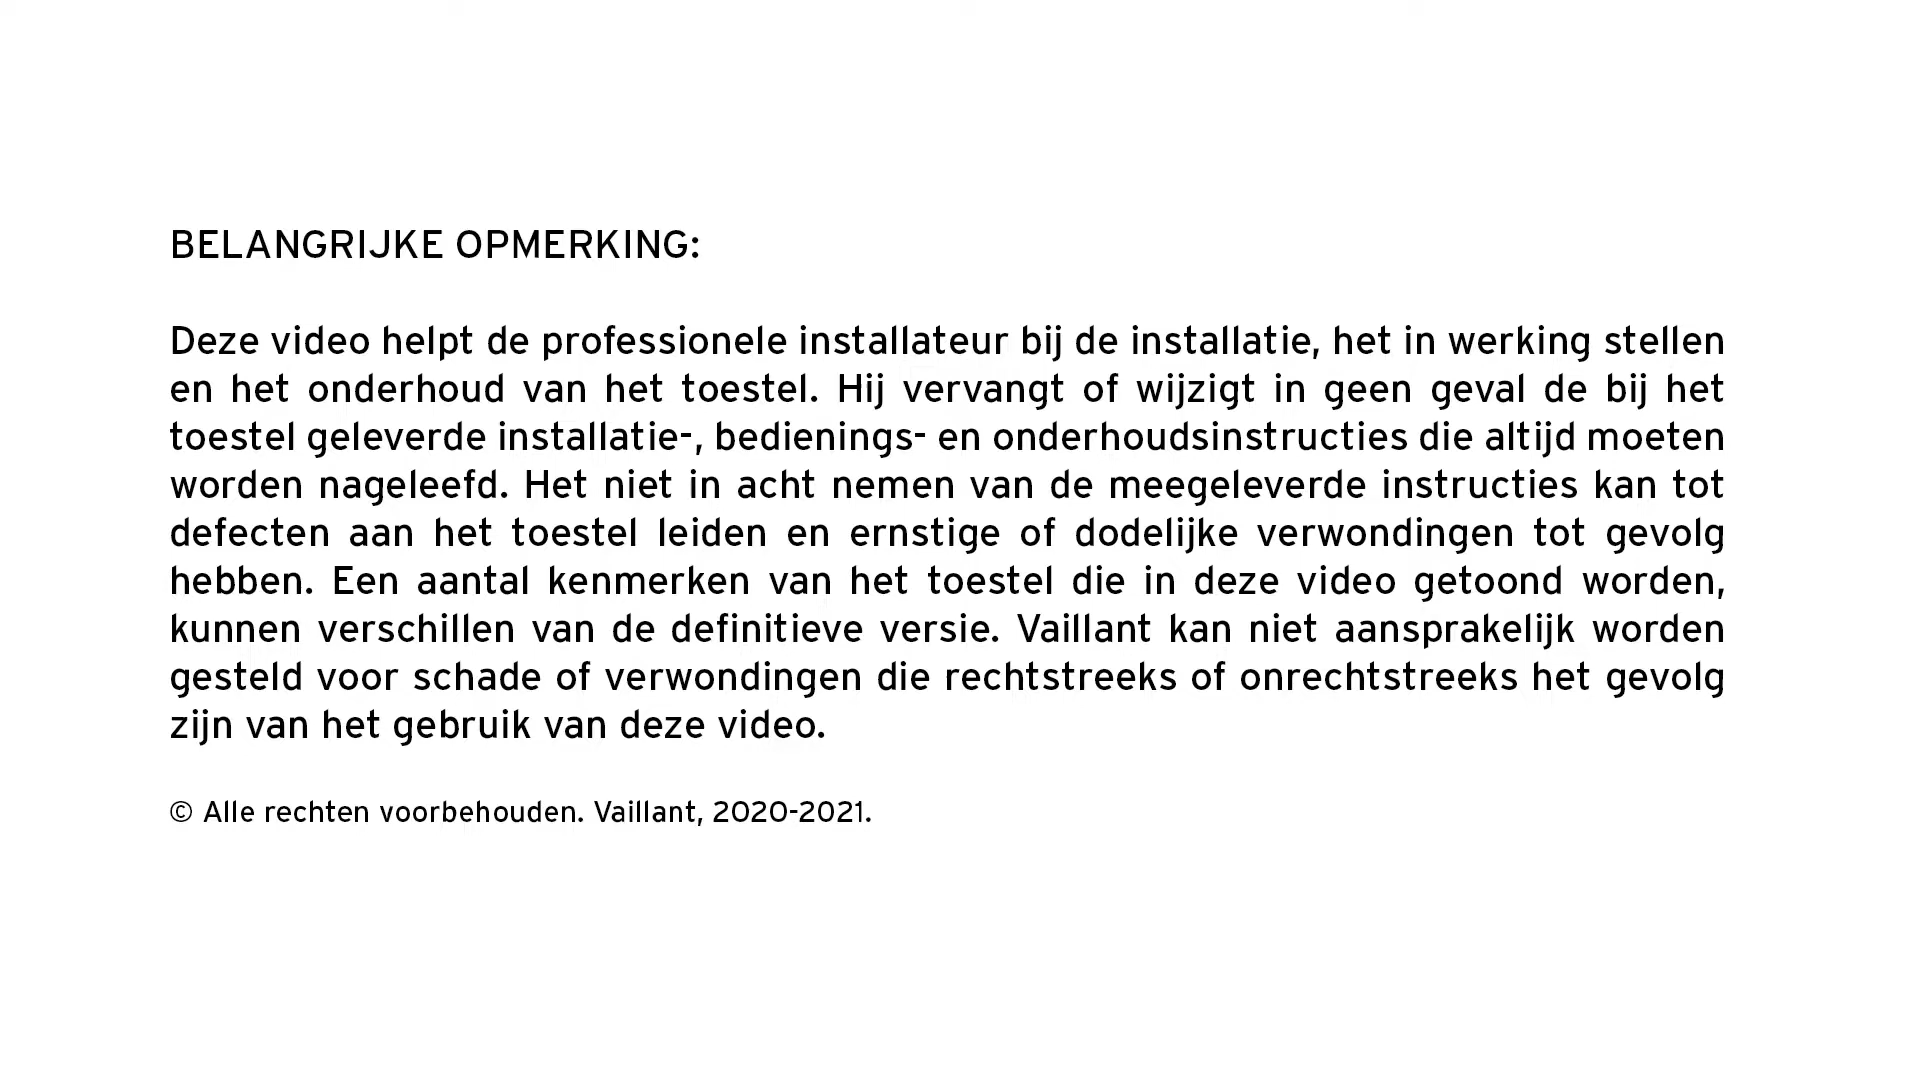 BELANGRIJKE OPMERKING:
Deze video helpt de professionele installateur bij de installatie, het in werking stellen
en het onderhoud van het toestel. Hij vervangt of wijzigt in geen geval de bij het
toestel geleverde installatie-, bedienings- en onderhoudsinstructies die altijd moeten
worden nageleefd. Het niet in acht nemen van de meegeleverde instructies kan tot
defecten aan het toestel leiden en ernstige of dodelijke verwondingen tot gevolg
hebben. Een aantal kenmerken van het toestel die in deze video getoond worden,
kunnen verschillen van de definitieve versie. Vaillant kan niet aansprakelijk worden
gesteld voor schade of verwondingen die rechtstreeks of onrechtstreeks het gevolg
zijn van het gebruik van deze video.
© Alle rechten voorbehouden. Vaillant, 2020-2021.